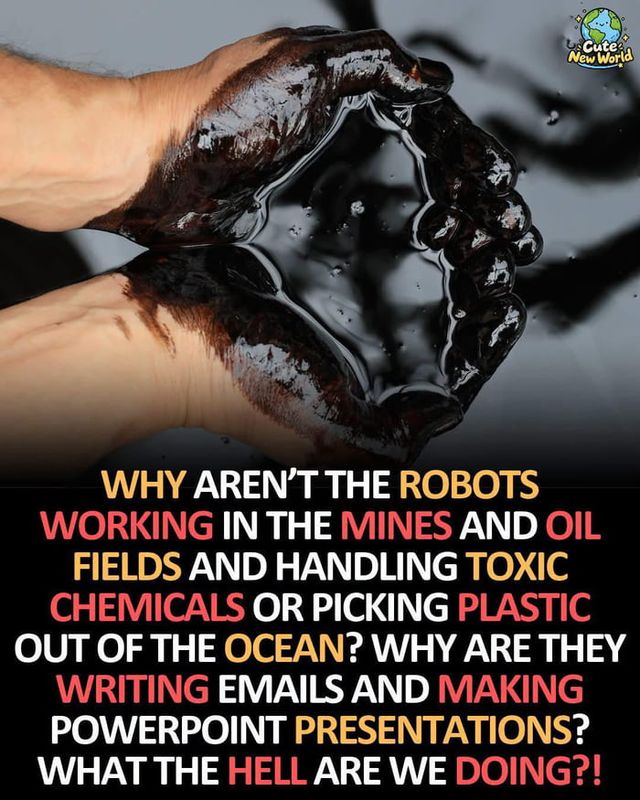 Cute
New World
WHY AREN'T THE ROBOTS
WORKING IN THE MINES AND OIL
FIELDS AND HANDLING TOXIC
CHEMICALS OR PICKING PLASTIC
OUT OF THE OCEAN? WHY ARE THEY
WRITING EMAILS AND MAKING
POWERPOINT PRESENTATIONS?
WHAT THE HELL ARE WE DOING?!